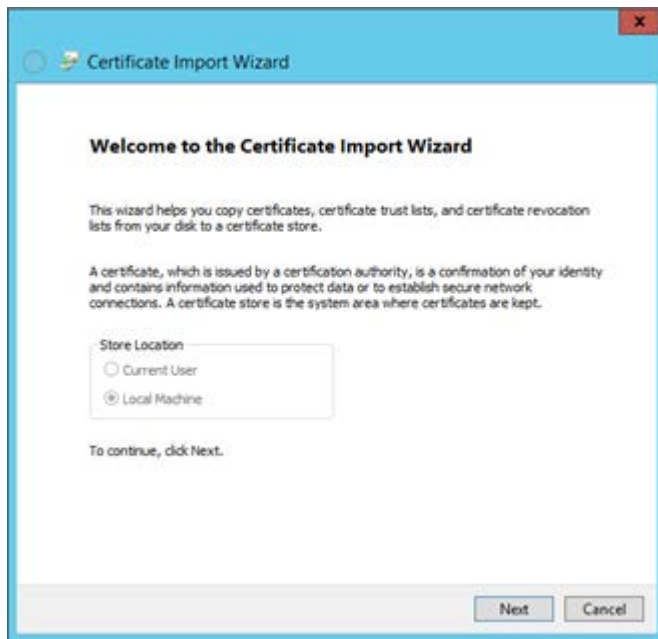 Certificate Import Wizard
Welcome to the Certificate Import Wizard
This wizard helps you copy certificates, certificate trust lists, and certificate revocation
lists from your disk to a certificate store.
A certificate, which is issued by a certification authority, is a confirmation of your identity
and contains information used to protect data or to establish secure network
connections. A certificate store is the system area where certificates are kept.
Store Location
Current User
Local Machine
To continue, click Next.
Next Cancel